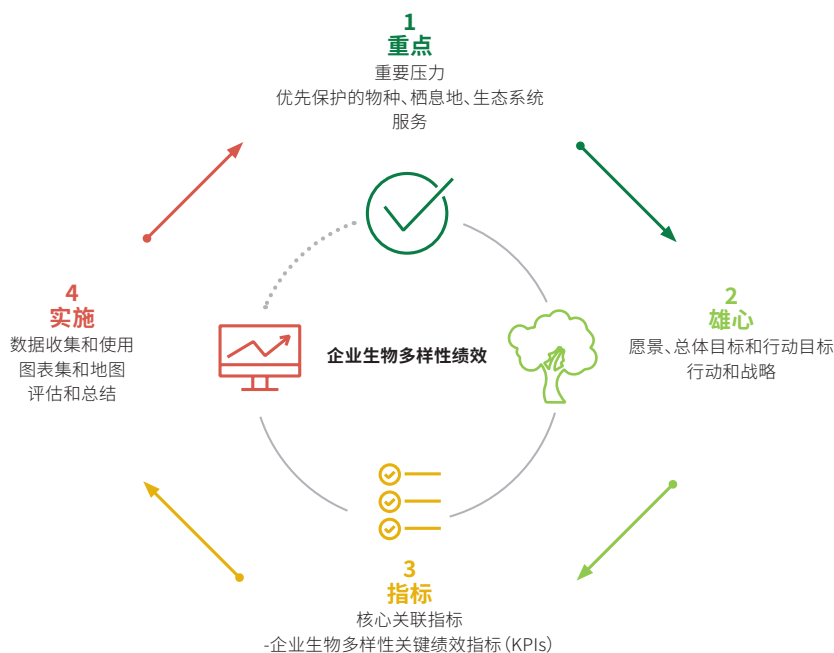 1
重点
重要压力
优先保护的物种、栖息地、生态系统
服务
2
雄心
愿景、总体目标和行动目标
行动和战略
企业生物多样性绩效
3
指标
核心关联指标
-企业生物多样性关键绩效指标（KPIs）
4
实施
数据收集和使用
图表集和地图
评估和总结